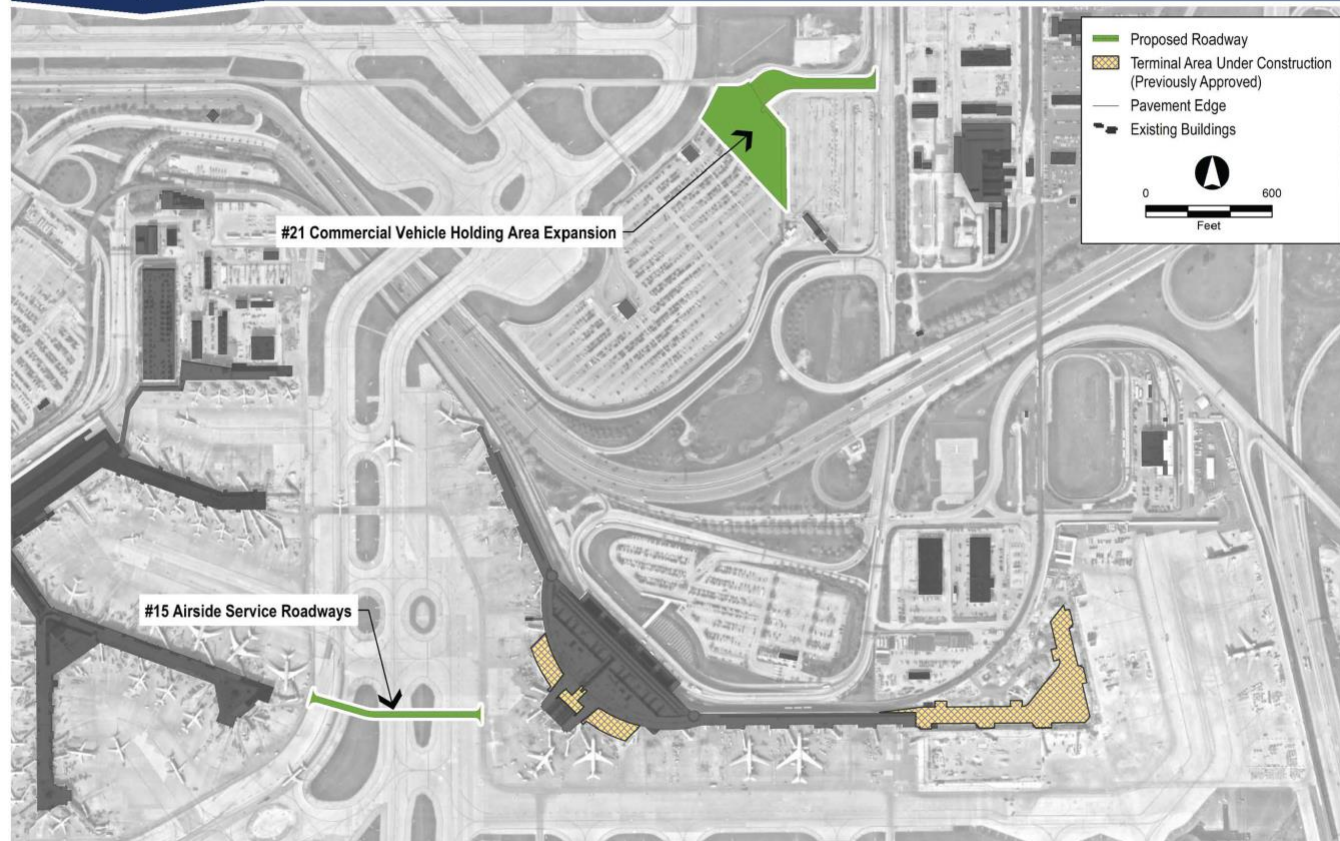 Proposed Roadway
Terminal Area Under Construction
(Previously Approved)
Pavement Edge
Existing Buildings
0 600
Feet
#21 Commercial Vehicle Holding Area Expansion
#15 Airside Service Roadways